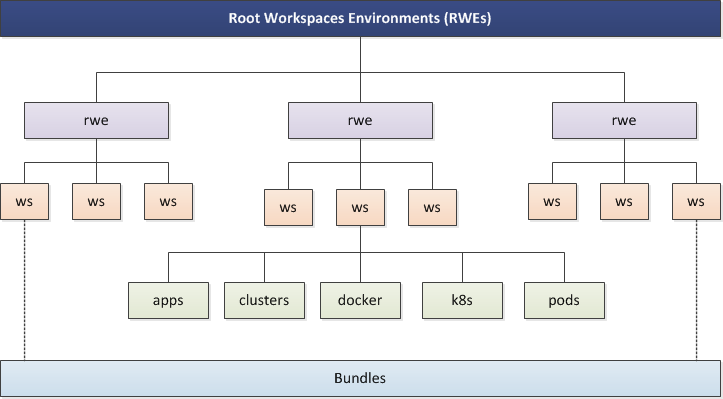 Root Workspaces Environments (RWEs)
rwe
rwe
rwe
ws
ws
ws
ws
ws
ws
ws
ws
ws
apps
clusters
docker
k8s
pods
Bundles